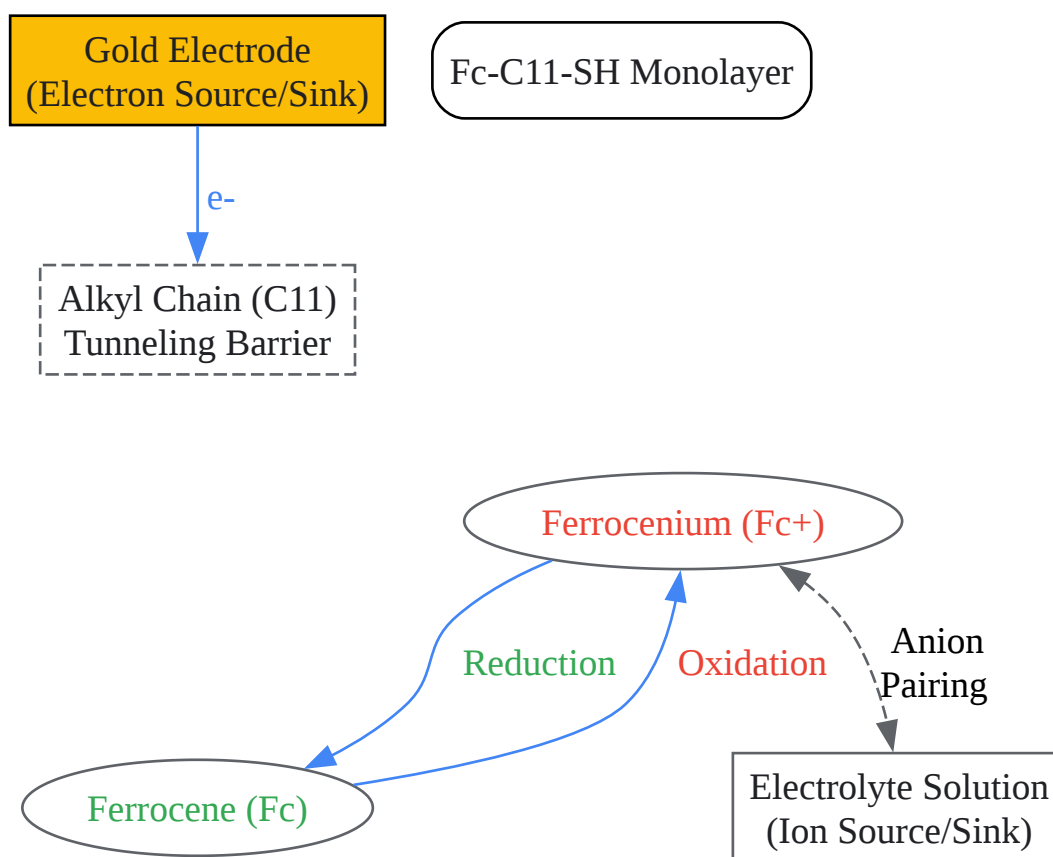 Gold Electrode
(Electron Source/Sink)
Fc-C11-SH Monolayer
e-
Alkyl Chain (C11)
Tunneling Barrier
Ferrocenium (Fc+)
Reduction
Oxidation
Anion
Pairing
Ferrocene (Fc)
Electrolyte Solution
(Ion Source/Sink)